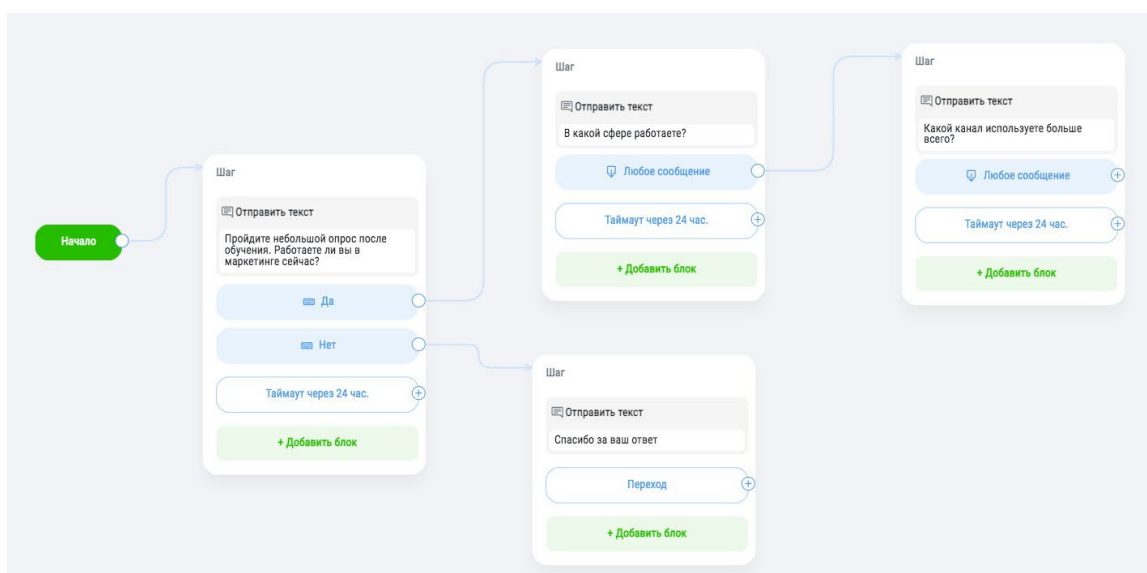 Начало
Шаг
Отправить текст
Пройдите небольшой опрос после
обучения. Работаете ли вы в
маркетинге сейчас?
Да
Нет
Таймаут через 24 час.
+ Добавить блок
Шаг
Отправить текст
В какой сфере работаете?
Любое сообщение
Таймаут через 24 час.
+ Добавить блок
Шаг
Отправить текст
Какой канал используете больше
всего?
Любое сообщение
Таймаут через 24 час.
+ Добавить блок
Шаг
Отправить текст
Спасибо за ваш ответ
Переход
+ Добавить блок